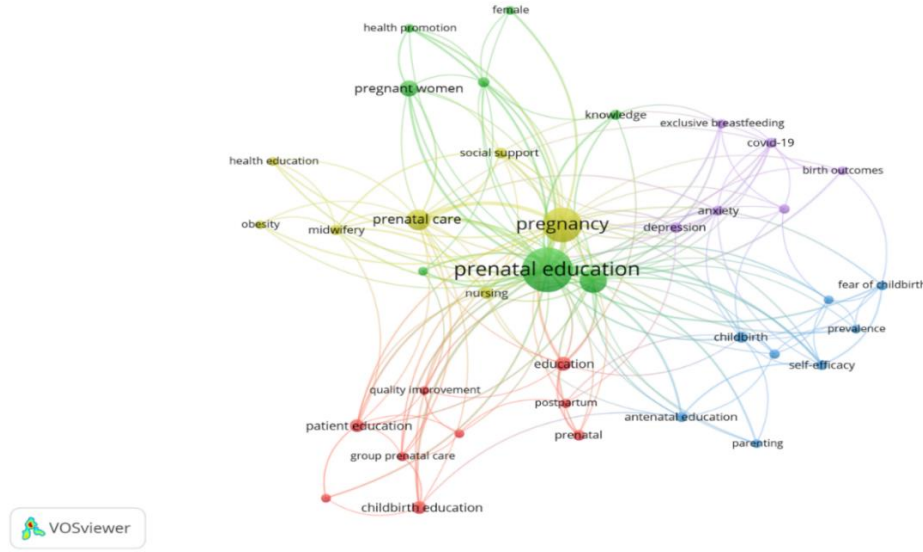 female
health promotion
pregnant women
knowledge
exclusive breastfeeding
covid-19
social support
health education
birth outcomes
anxiety
prenatal care
pregnancy
obesity
midwifery
depression
prenatal education
nursing
fear of childbirth
prevalence
childbirth
education
self-efficacy
quality improvement
postpartum
antenatal education
patient education
prenatal
parenting
group prenatal care
childbirth education
VOSviewer